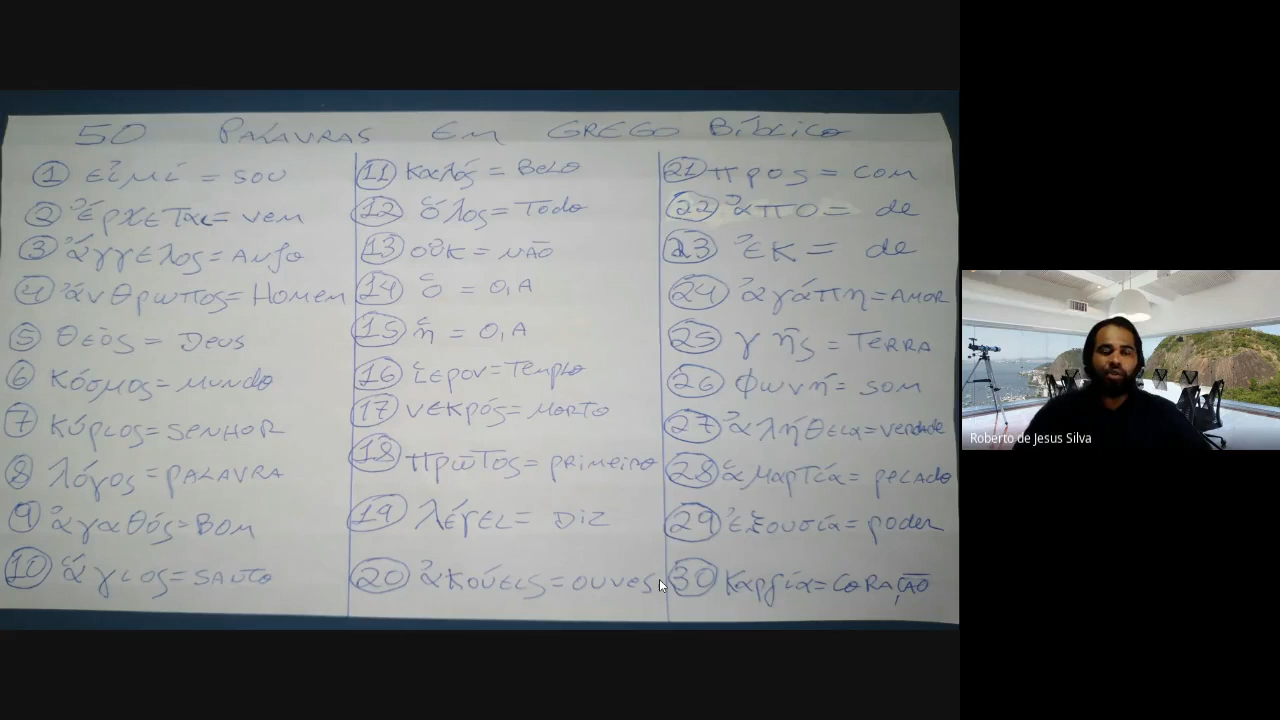 50 PALAVRAS EM GREGO BÍBLICO
1 εἰμί = SOU
2 ἔρχεται = VEM
3 ἄγγελος = ANJO
4 ἄνθρωπος = HOMEM
5 θεὸς = DEUS
6 κόσμος = MUNDO
7 κύριος = SENHOR
8 λόγος = PALAVRA
9 ἀγαθός = BOM
10 ἅγιος = SANTO
11 καλός = BELO
12 ὅλος = TODO
13 οὐκ = NÃO
14 ὁ = O, A
15 ἡ = O, A
16 ἱερον = TEMPLO
17 νεκρός = MORTO
18 πρῶτος = PRIMEIRO
19 λέγει = DIZ
20 ἀκούεις = OUVES
21 προς = COM
22 ἀπο = de
23 ἐκ = de
24 ἀγάπη = AMOR
25 γῆς = TERRA
26 φωνή = SOM
27 ἀλήθεια = verdade
28 ἁμαρτία = PECADO
29 ἐξουσία = poder
30 καρδία = CORAÇÃO
Roberto de Jesus Silva